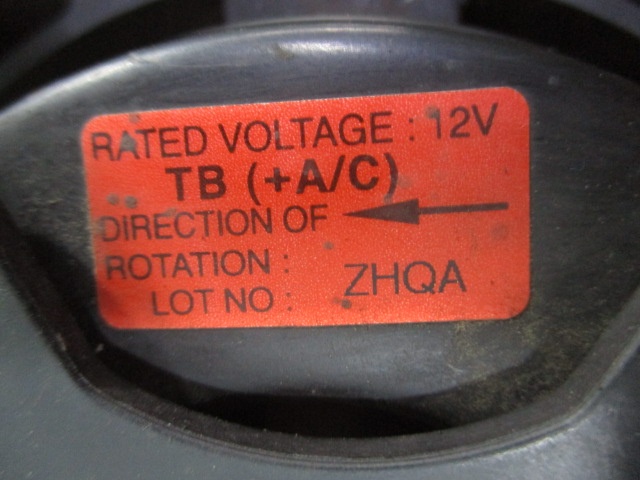 RATED VOLTAGE : 12V
TB (+A/C)
DIRECTION OF
ROTATION :
LOT NO : ZHQA